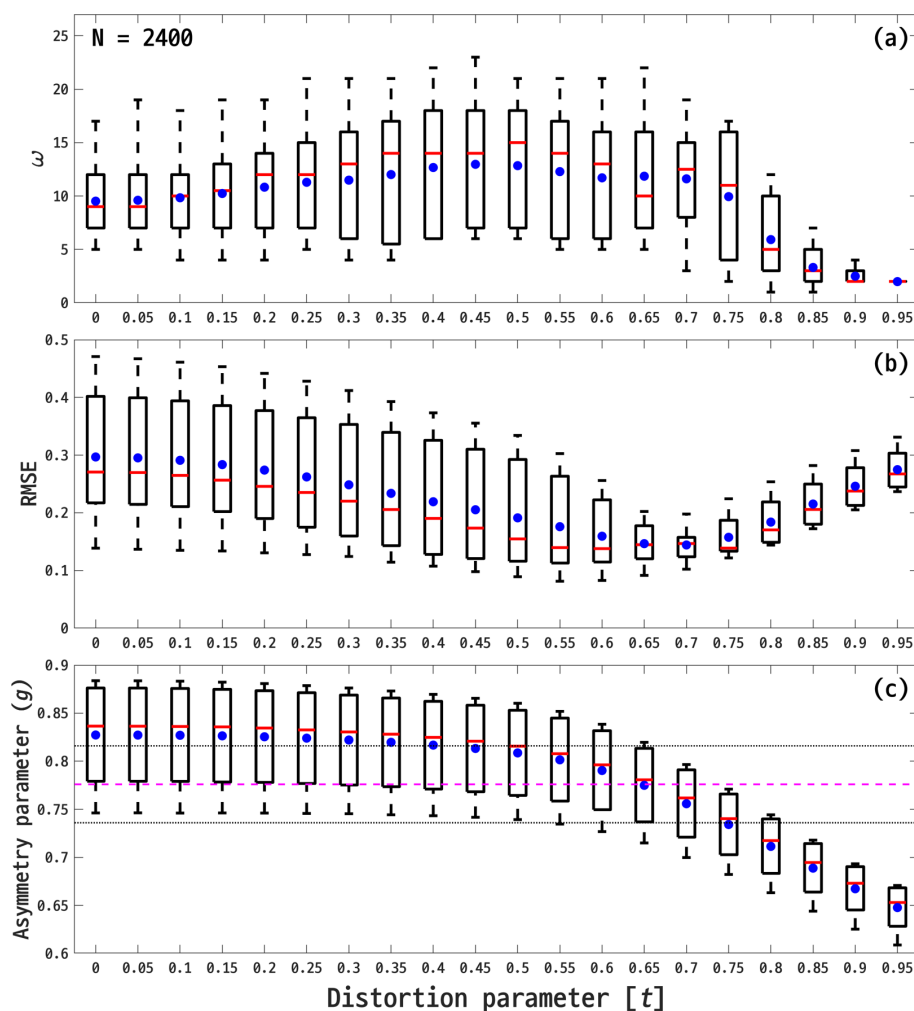 N = 2400
(a)
25
20
15
10
5
0
ω
0 0.05 0.1 0.15 0.2 0.25 0.3 0.35 0.4 0.45 0.5 0.55 0.6 0.65 0.7 0.75 0.8 0.85 0.9 0.95
(b)
0.5
0.4
0.3
0.2
0.1
0
RMSE
0 0.05 0.1 0.15 0.2 0.25 0.3 0.35 0.4 0.45 0.5 0.55 0.6 0.65 0.7 0.75 0.8 0.85 0.9 0.95
(c)
0.9
0.85
0.8
0.75
0.7
0.65
0.6
Asymmetry parameter (g)
0 0.05 0.1 0.15 0.2 0.25 0.3 0.35 0.4 0.45 0.5 0.55 0.6 0.65 0.7 0.75 0.8 0.85 0.9 0.95
Distortion parameter [t]